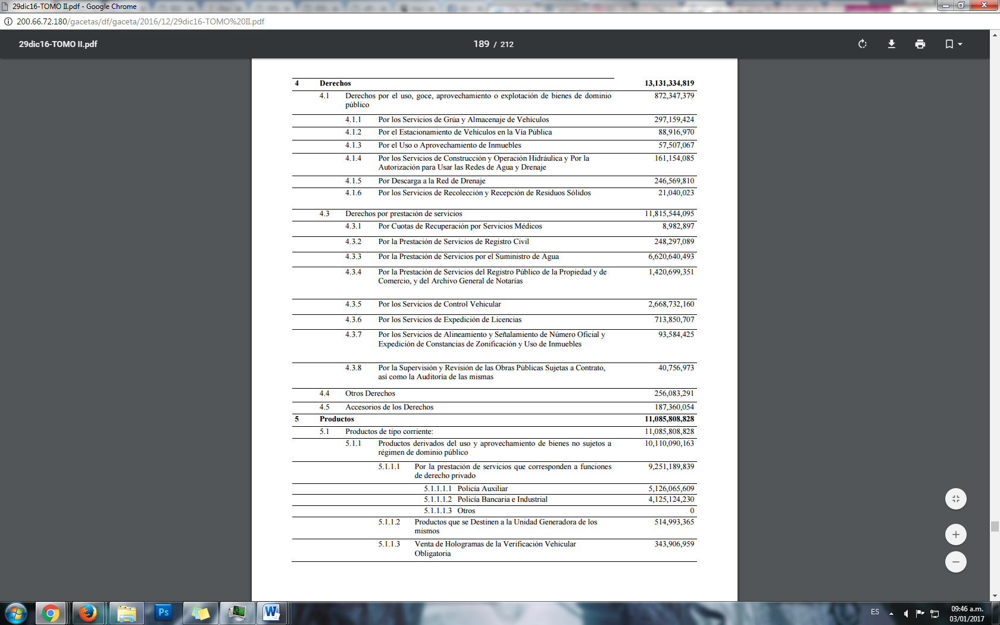 29dic16-TOMO II.pdf - Google Chrome
200.66.72.180/gacetas/df/gaceta/2016/12/29dic16-TOMO%20II.pdf
29dic16-TOMO II.pdf 189 / 212
4 Derechos 13,131,334,819
4.1 Derechos por el uso, goce, aprovechamiento o explotación de bienes de dominio 872,347,379
público
4.1.1 Por los Servicios de Grúa y Almacenaje de Vehículos 297,159,424
4.1.2 Por el Estacionamiento de Vehículos en la Vía Pública 88,916,970
4.1.3 Por el Uso o Aprovechamiento de Inmuebles 57,507,067
4.1.4 Por los Servicios de Construcción y Operación Hidráulica y Por la 161,154,085
Autorización para Usar las Redes de Agua y Drenaje
4.1.5 Por Descarga a la Red de Drenaje 246,569,810
4.1.6 Por los Servicios de Recolección y Recepción de Residuos Sólidos 21,040,023
4.3 Derechos por prestación de servicios 11,815,544,095
4.3.1 Por Cuotas de Recuperación por Servicios Médicos 8,982,897
4.3.2 Por la Prestación de Servicios de Registro Civil 248,297,089
4.3.3 Por la Prestación de Servicios por el Suministro de Agua 6,620,640,493
4.3.4 Por la Prestación de Servicios del Registro Público de la Propiedad y de 1,420,699,351
Comercio, y del Archivo General de Notarías
4.3.5 Por los Servicios de Control Vehicular 2,668,732,160
4.3.6 Por los Servicios de Expedición de Licencias 713,850,707
4.3.7 Por los Servicios de Alineamiento y Señalamiento de Número Oficial y 93,584,425
Expedición de Constancias de Zonificación y Uso de Inmuebles
4.3.8 Por la Supervisión y Revisión de las Obras Públicas Sujetas a Contrato, 40,756,973
así como la Auditoría de las mismas
4.4 Otros Derechos 256,083,291
4.5 Accesorios de los Derechos 187,360,054
5 Productos 11,085,808,828
5.1 Productos de tipo corriente: 11,085,808,828
5.1.1 Productos derivados del uso y aprovechamiento de bienes no sujetos a 10,110,090,163
régimen de dominio público
5.1.1.1 Por la prestación de servicios que corresponden a funciones 9,251,189,839
de derecho privado
5.1.1.1.1 Policía Auxiliar 5,126,065,609
5.1.1.1.2 Policía Bancaria e Industrial 4,125,124,230
5.1.1.1.3 Otros 0
5.1.1.2 Productos que se Destinen a la Unidad Generadora de los 514,993,365
mismos
5.1.1.3 Venta de Hologramas de la Verificación Vehicular 343,906,959
Obligatoria
Ps
W
ES
09:46 a.m.
03/01/2017